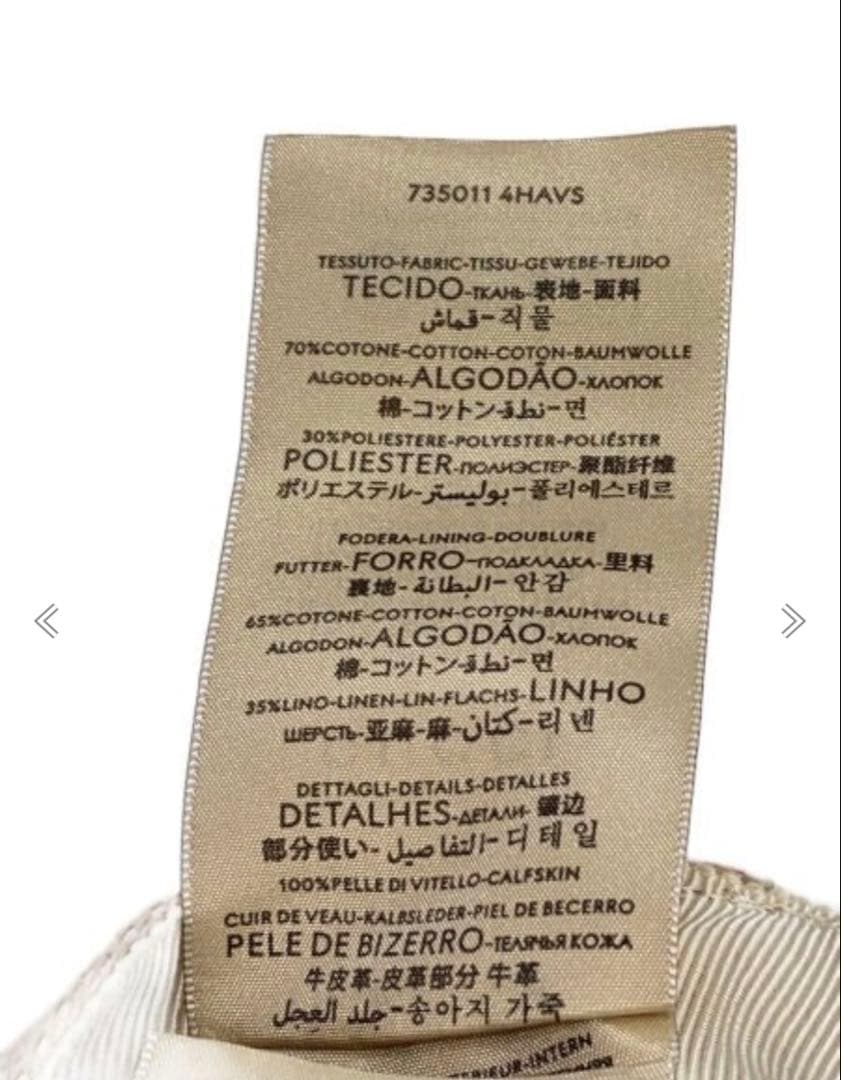 735011 4HAVS
TESSUTO-FABRIC-TISSU-GEWEBE-TEJIDO
TECIDO-ТКАНЬ-表地-面料
قماش-직물
70%COTONE-COTTON-COTON-BAUMWOLLE
ALGODON-ALGODÃO-ХЛОПОК
棉-コットン-نطة-면
30%POLIESTERE-POLYESTER-POLIÉSTER
POLIESTER-ПОЛИЭСТЕР-聚酯纤维
ポリエステル-بوليستر-폴리에스테르
FODERA-LINING-DOUBLURE
FUTTER-FORRO-ПОДКЛАДКА-里料
裏地-البطانة-안감
65%COTONE-COTTON-COTON-BAUMWOLLE
ALGODON-ALGODÃO-ХЛОПОК
棉-コットン-نطة-면
35%LINO-LINEN-LIN-FLACHS-LINHO
ШЕРСТЬ-亚麻-麻-كتان-리넨
DETTAGLI-DETAILS-DETALLES
DETALHES-ДЕТАЛИ-镶边
部分使い-التفاصيل-디테일
100%PELLE DI VITELLO-CALFSKIN
CUIR DE VEAU-KALBSLEDER-PIEL DE BECERRO
PELE DE BIZERRO-ТЕЛЯЧЬЯ КОЖА
牛皮革-皮革部分 牛革
جلد العجل-송아지 가죽